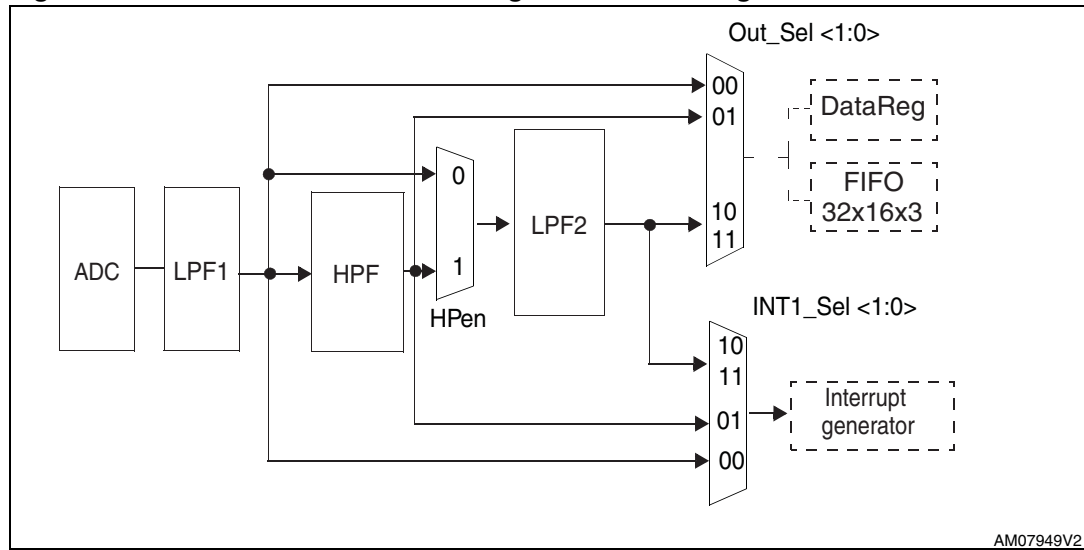 Out_Sel <1:0>
00
01
DataReg
FIFO
32x16x3
10
11
0
1
HPen
LPF2
ADC
LPF1
HPF
INT1_Sel <1:0>
10
11
01
00
Interrupt
generator
AM07949V2